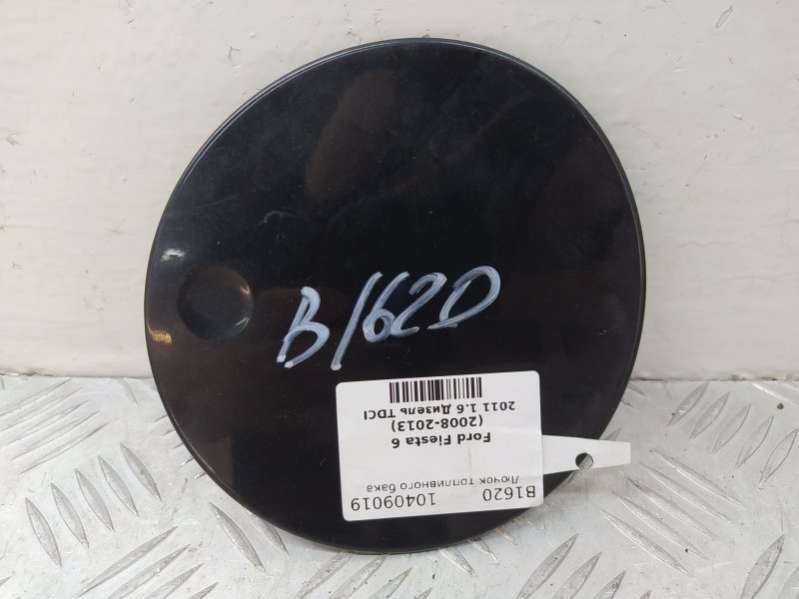 B1620
B1620 10409019
Лючок топливного бака
Ford Fiesta 6
(2008-2013)
2011 1.6 Дизель TDCI